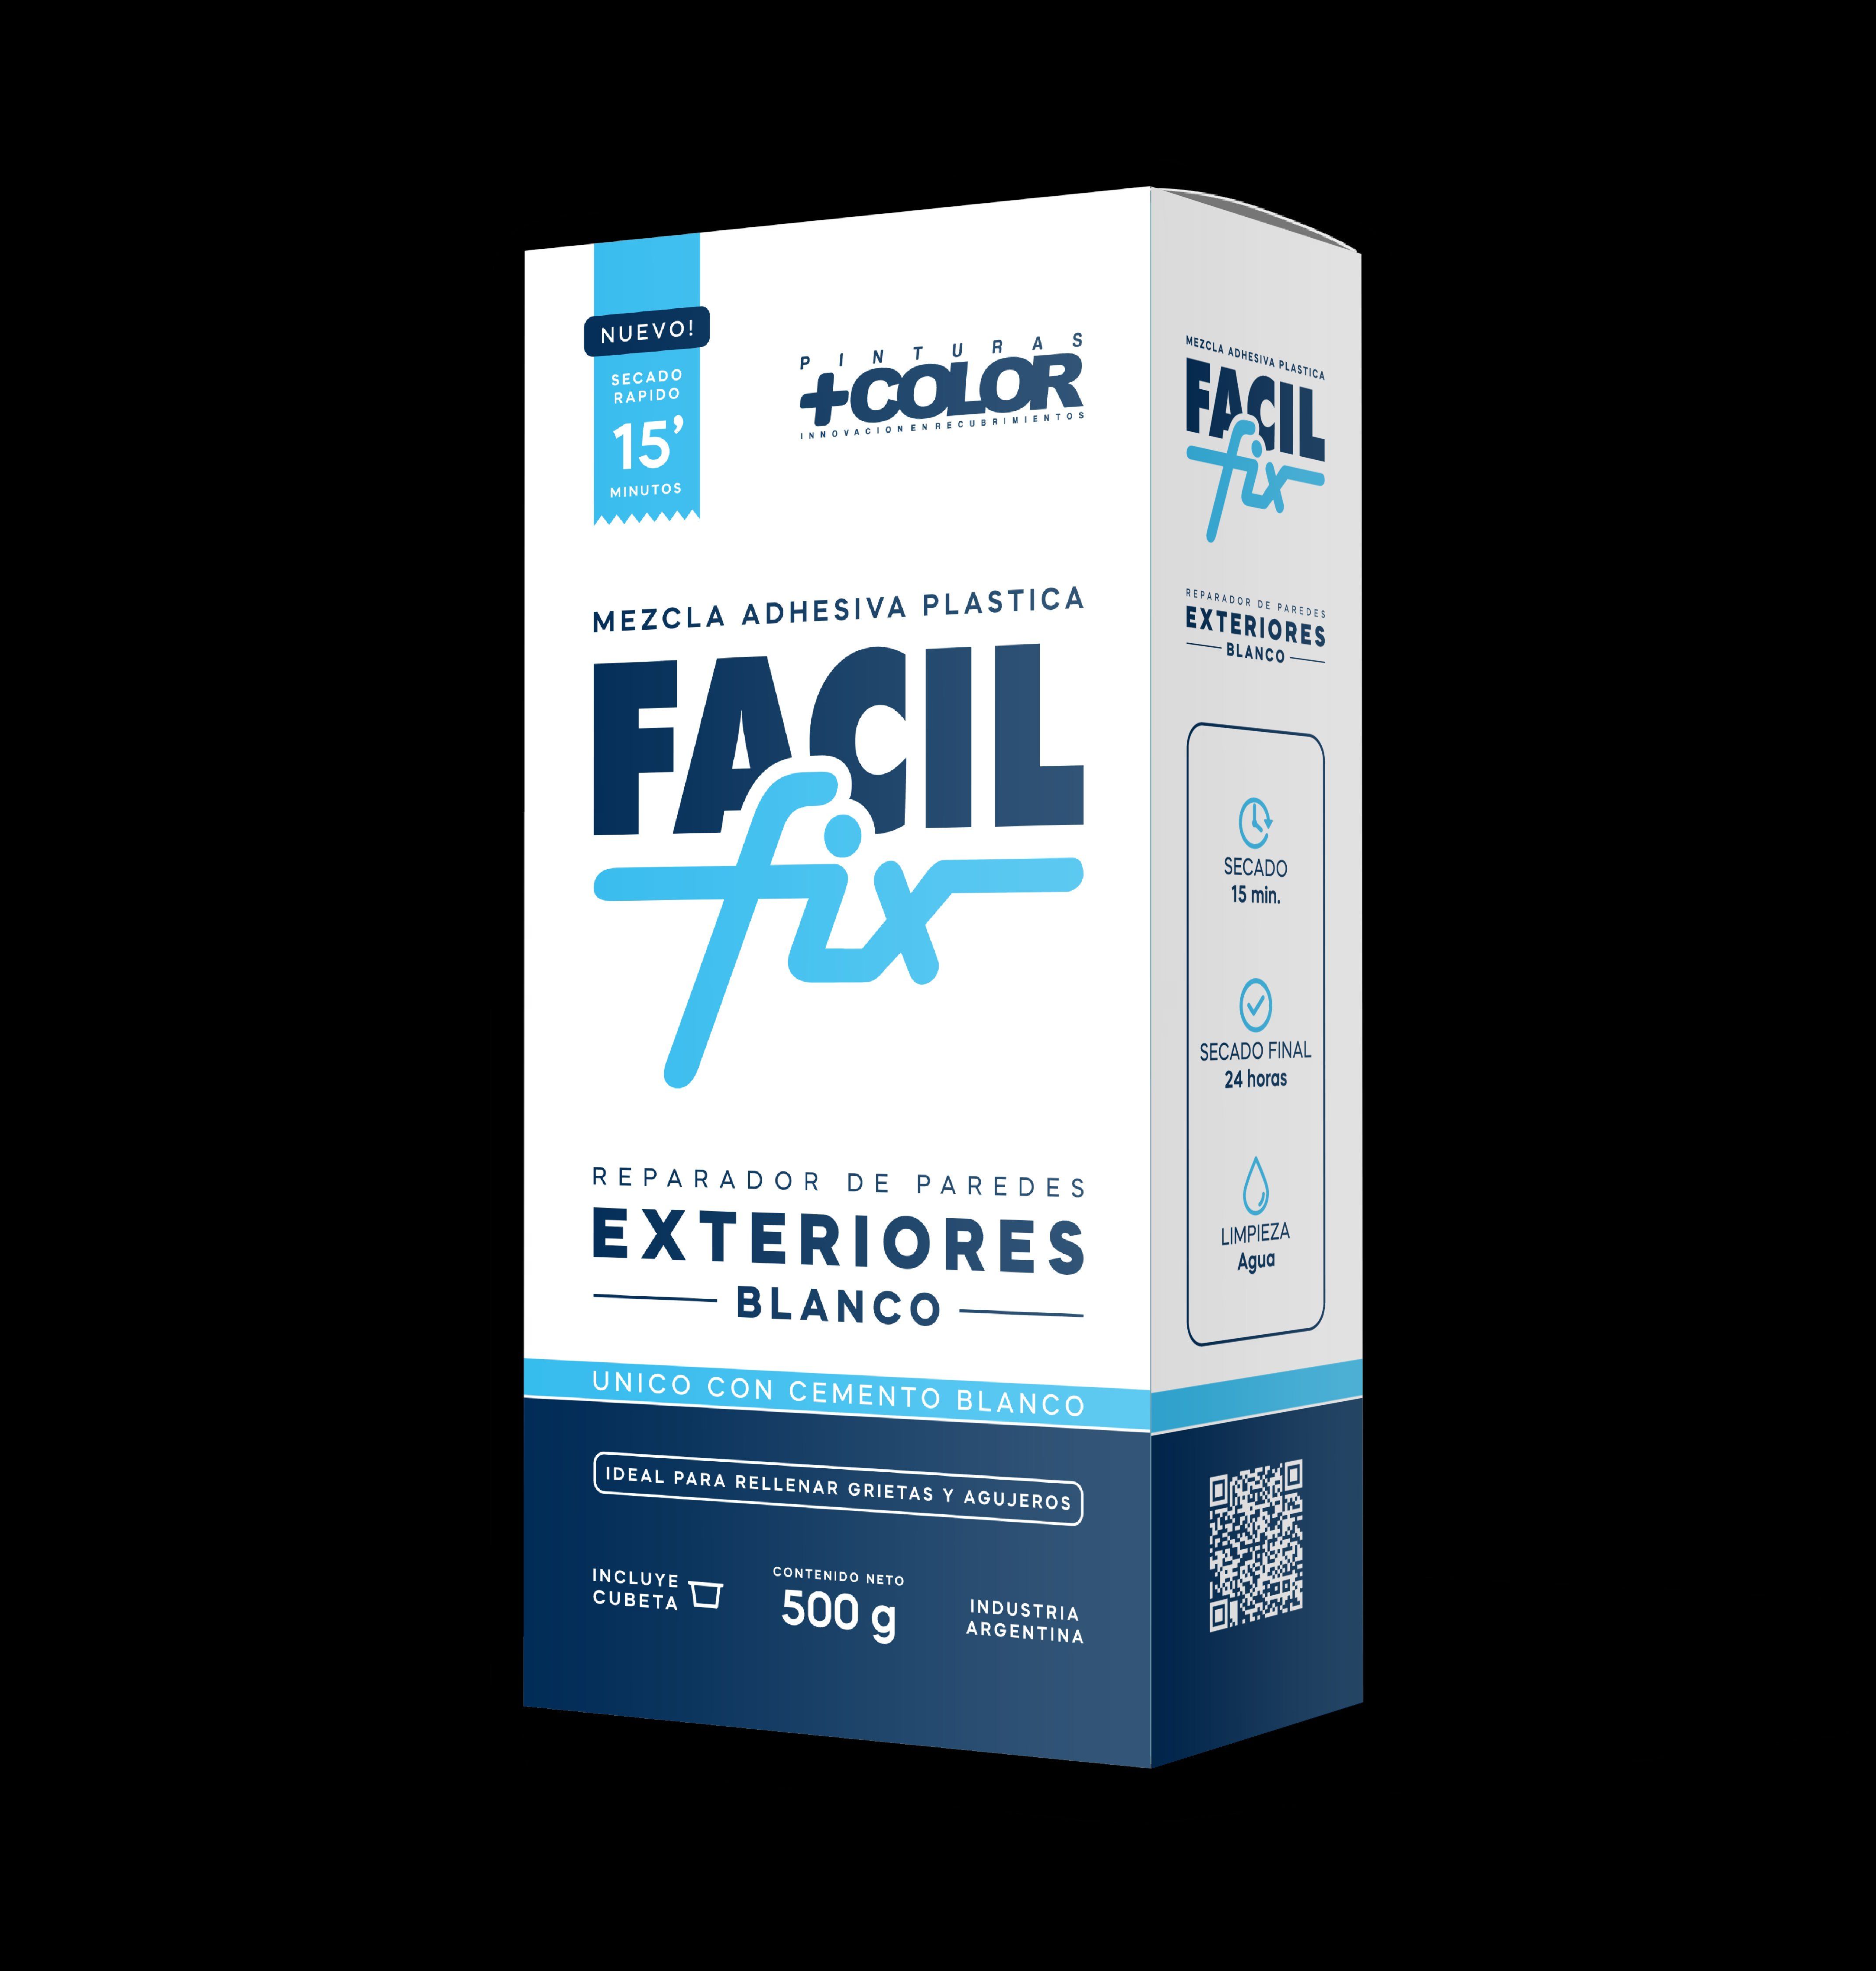 NUEVO!
SECADO
RAPIDO
15’
MINUTOS
PINTURAS
+COLOR
INNOVACION EN RECUBRIMIENTOS
MEZCLA ADHESIVA PLASTICA
FACIL
fix
REPARADOR DE PAREDES
EXTERIORES
BLANCO
UNICO CON CEMENTO BLANCO
IDEAL PARA RELLENAR GRIETAS Y AGUJEROS
INCLUYE
CUBETA
CONTENIDO NETO
500 g
INDUSTRIA
ARGENTINA
MEZCLA ADHESIVA PLASTICA
FACIL
fix
REPARADOR DE PAREDES
EXTERIORES
BLANCO
SECADO
15 min.
SECADO FINAL
24 horas
LIMPIEZA
Agua